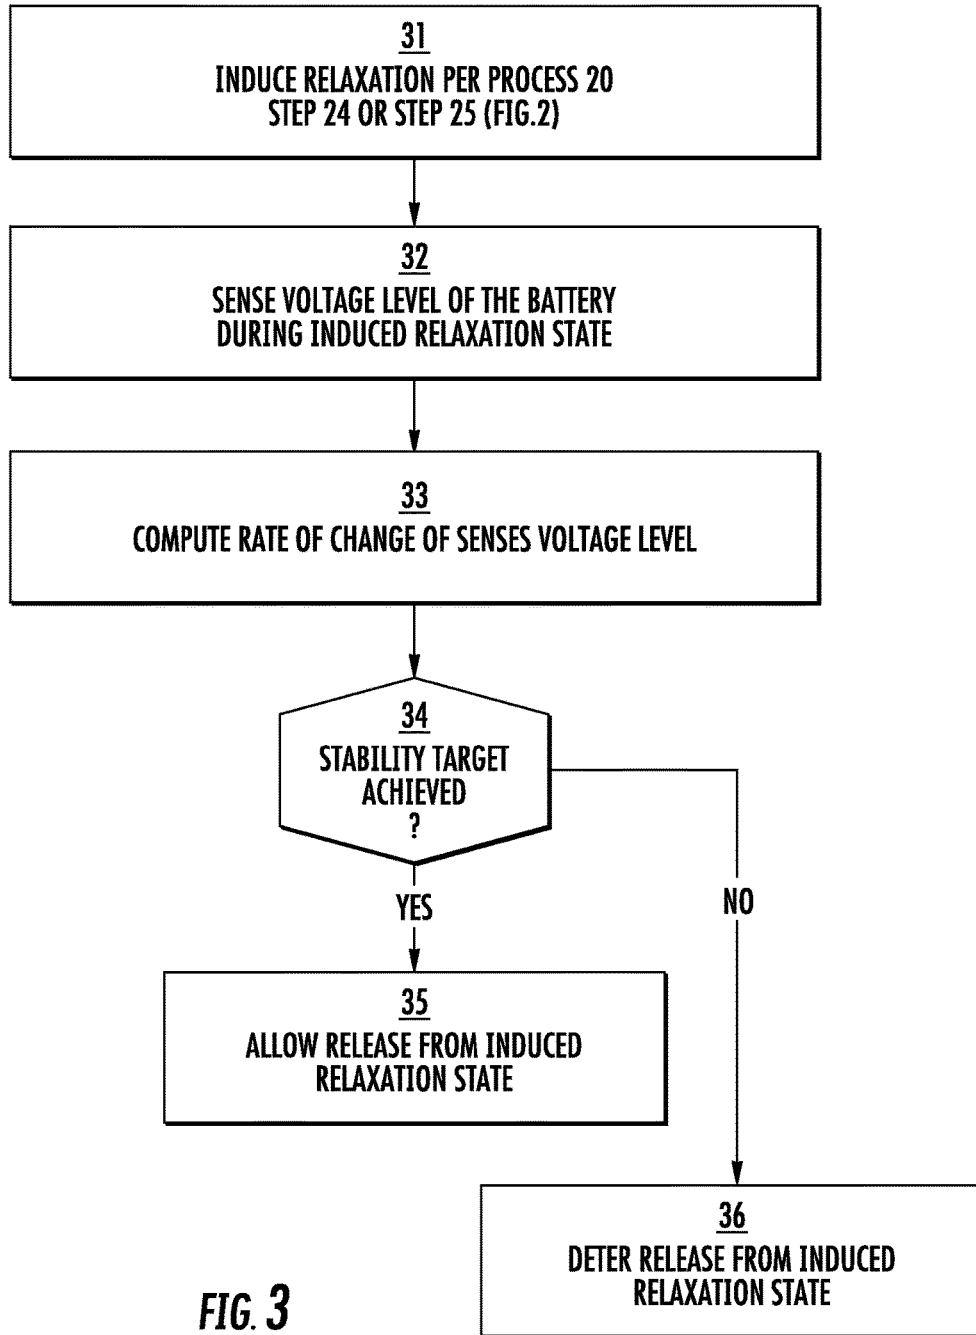 31
INDUCE RELAXATION PER PROCESS 20
STEP 24 OR STEP 25 (FIG.2)
32
SENSE VOLTAGE LEVEL OF THE BATTERY
DURING INDUCED RELAXATION STATE
33
COMPUTE RATE OF CHANGE OF SENSES VOLTAGE LEVEL
34
STABILITY TARGET
ACHIEVED
?
YES
NO
35
ALLOW RELEASE FROM INDUCED
RELAXATION STATE
36
DETER RELEASE FROM INDUCED
RELAXATION STATE
FIG. 3